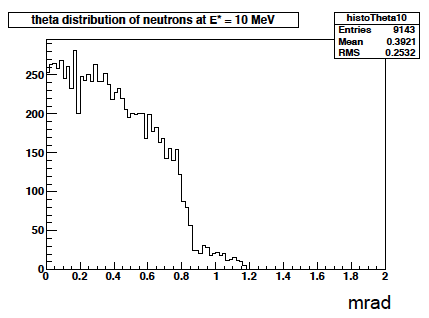 theta distribution of neutrons at E* = 10 MeV
histoTheta10
Entries 9143
Mean 0.3921
RMS 0.2532
250
200
150
100
50
0
0 0.2 0.4 0.6 0.8 1 1.2 1.4 1.6 1.8 2
mrad